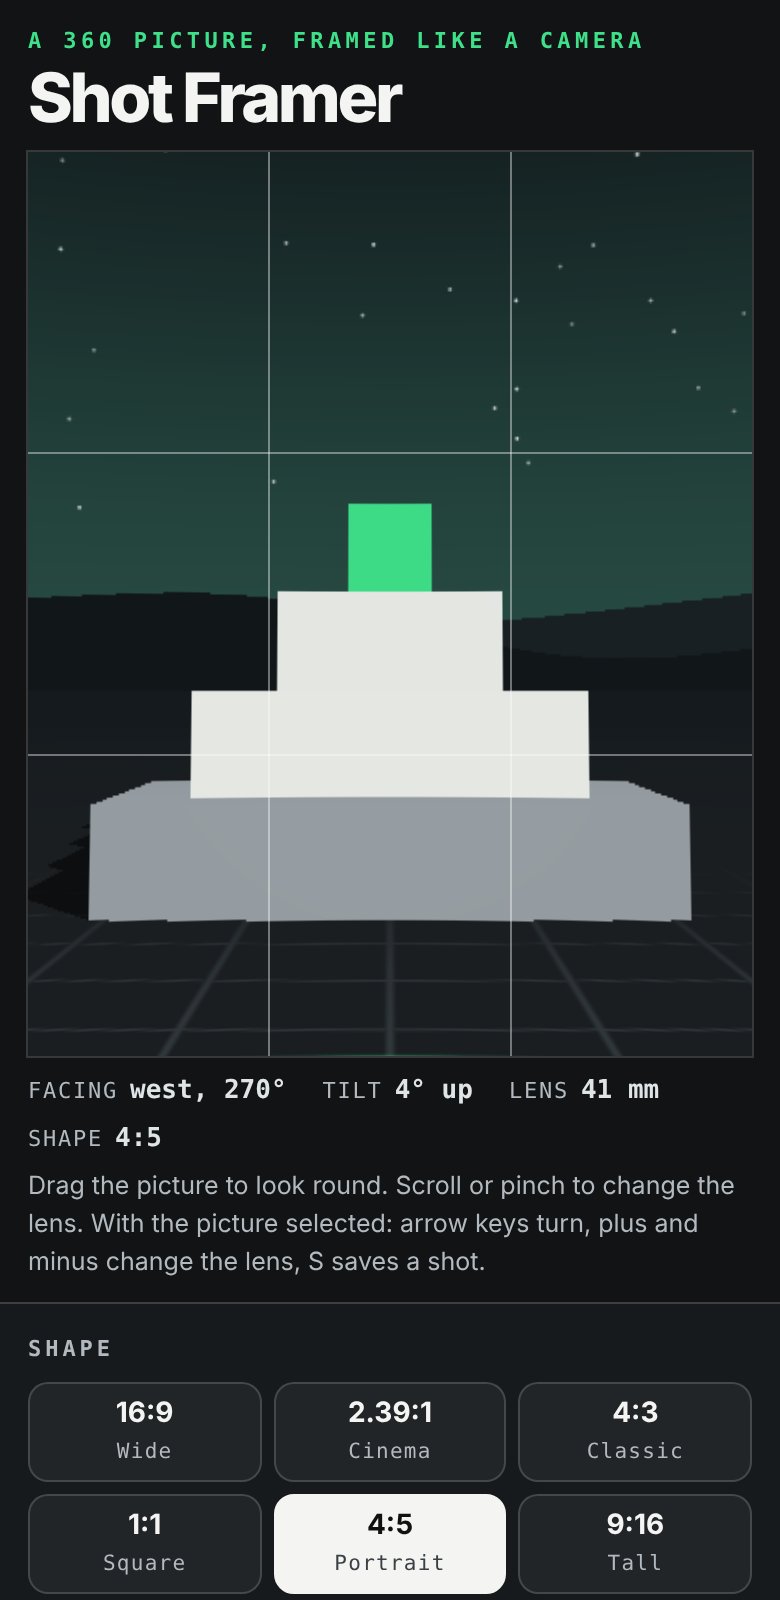 A 360 PICTURE, FRAMED LIKE A CAMERA
Shot Framer
FACING west, 270° TILT 4° up LENS 41 mm
SHAPE 4:5
Drag the picture to look round. Scroll or pinch to change the
lens. With the picture selected: arrow keys turn, plus and
minus change the lens, S saves a shot.
SHAPE
16:9 2.39:1 4:3
Wide Cinema Classic
1:1 4:5 9:16
Square Portrait Tall